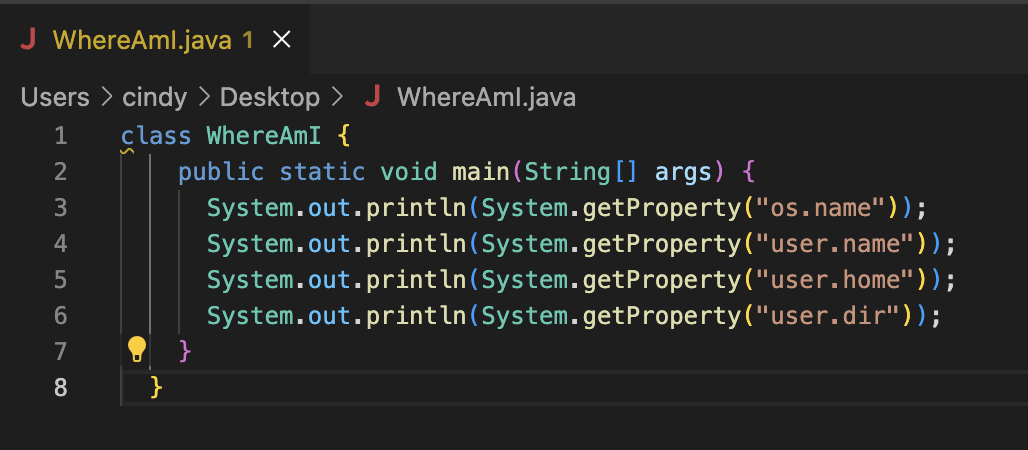 J WhereAmI.java 1 ×
Users > cindy > Desktop > J WhereAmI.java
1 class WhereAmI {
2     public static void main(String[] args) {
3       System.out.println(System.getProperty("os.name"));
4       System.out.println(System.getProperty("user.name"));
5       System.out.println(System.getProperty("user.home"));
6       System.out.println(System.getProperty("user.dir"));
7     }
8   }